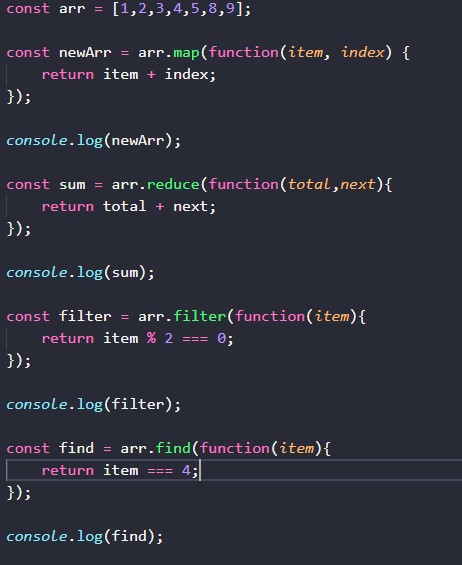 const arr = [1,2,3,4,5,8,9];
const newArr = arr.map(function(item, index) {
return item + index;
});
console.log(newArr);
const sum = arr.reduce(function(total,next){
return total + next;
});
console.log(sum);
const filter = arr.filter(function(item){
return item % 2 === 0;
});
console.log(filter);
const find = arr.find(function(item){
return item === 4;
});
console.log(find);